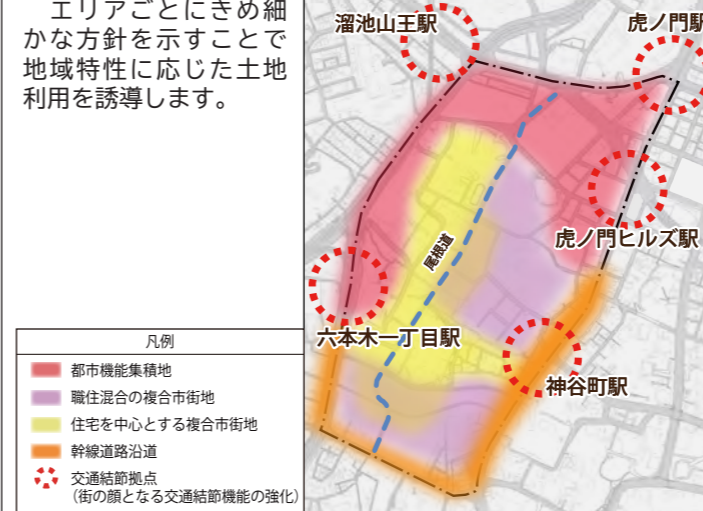 エリアごとにきめ細
かな方針を示すことで
地域特性に応じた土地
利用を誘導します。
溜池山王駅
虎ノ門駅
虎ノ門ヒルズ駅
尾根道
六本木一丁目駅
神谷町駅
凡例
都市機能集積地
職住混合の複合市街地
住宅を中心とする複合市街地
幹線道路沿道
交通結節拠点
(街の顔となる交通結節機能の強化)